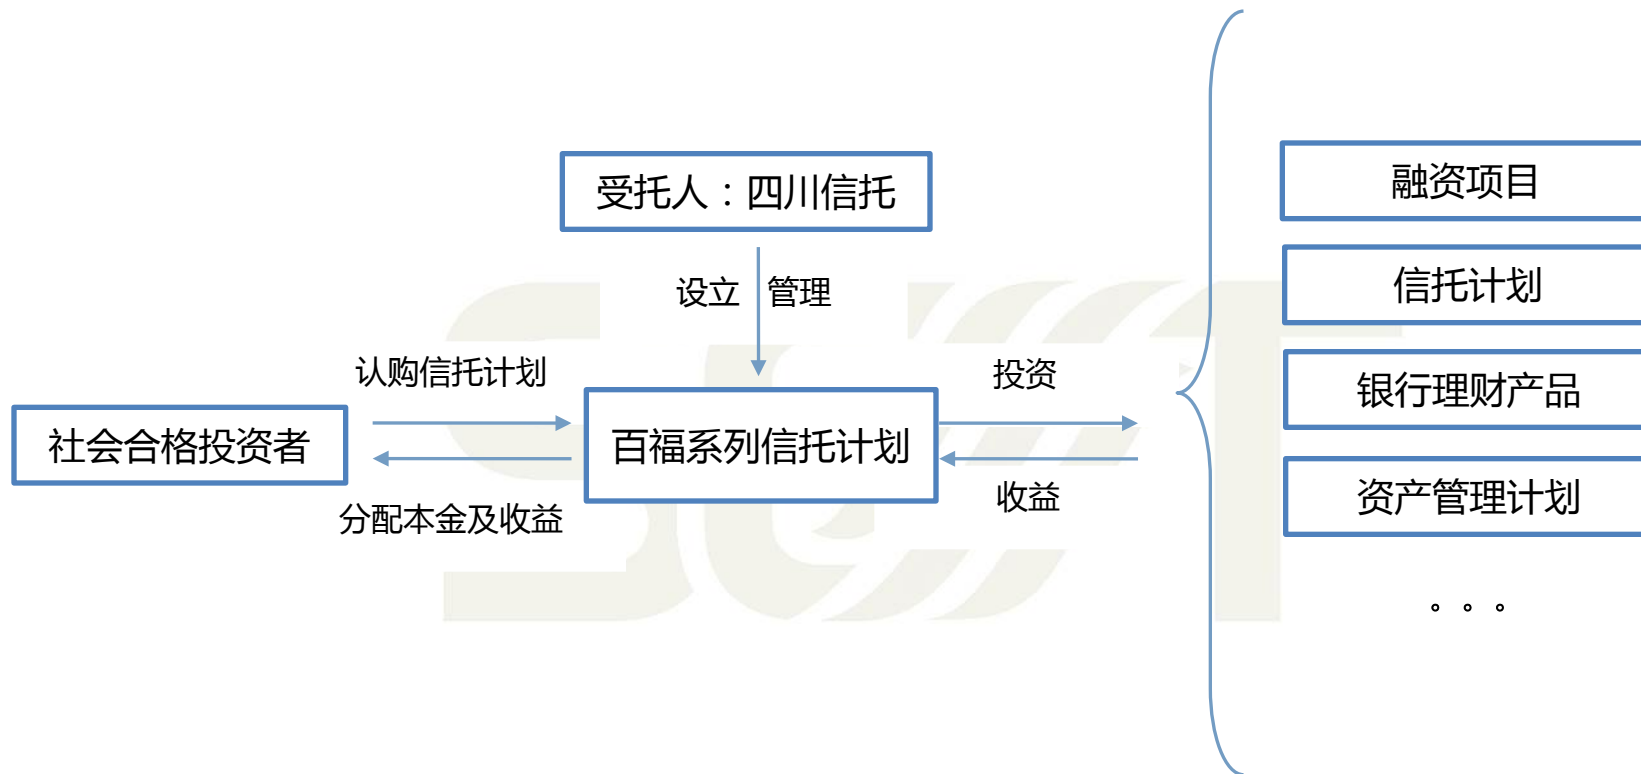 受托人：四川信托
设立 管理
认购信托计划
社会合格投资者
分配本金及收益
百福系列信托计划
投资
收益
融资项目
信托计划
银行理财产品
资产管理计划
。。。